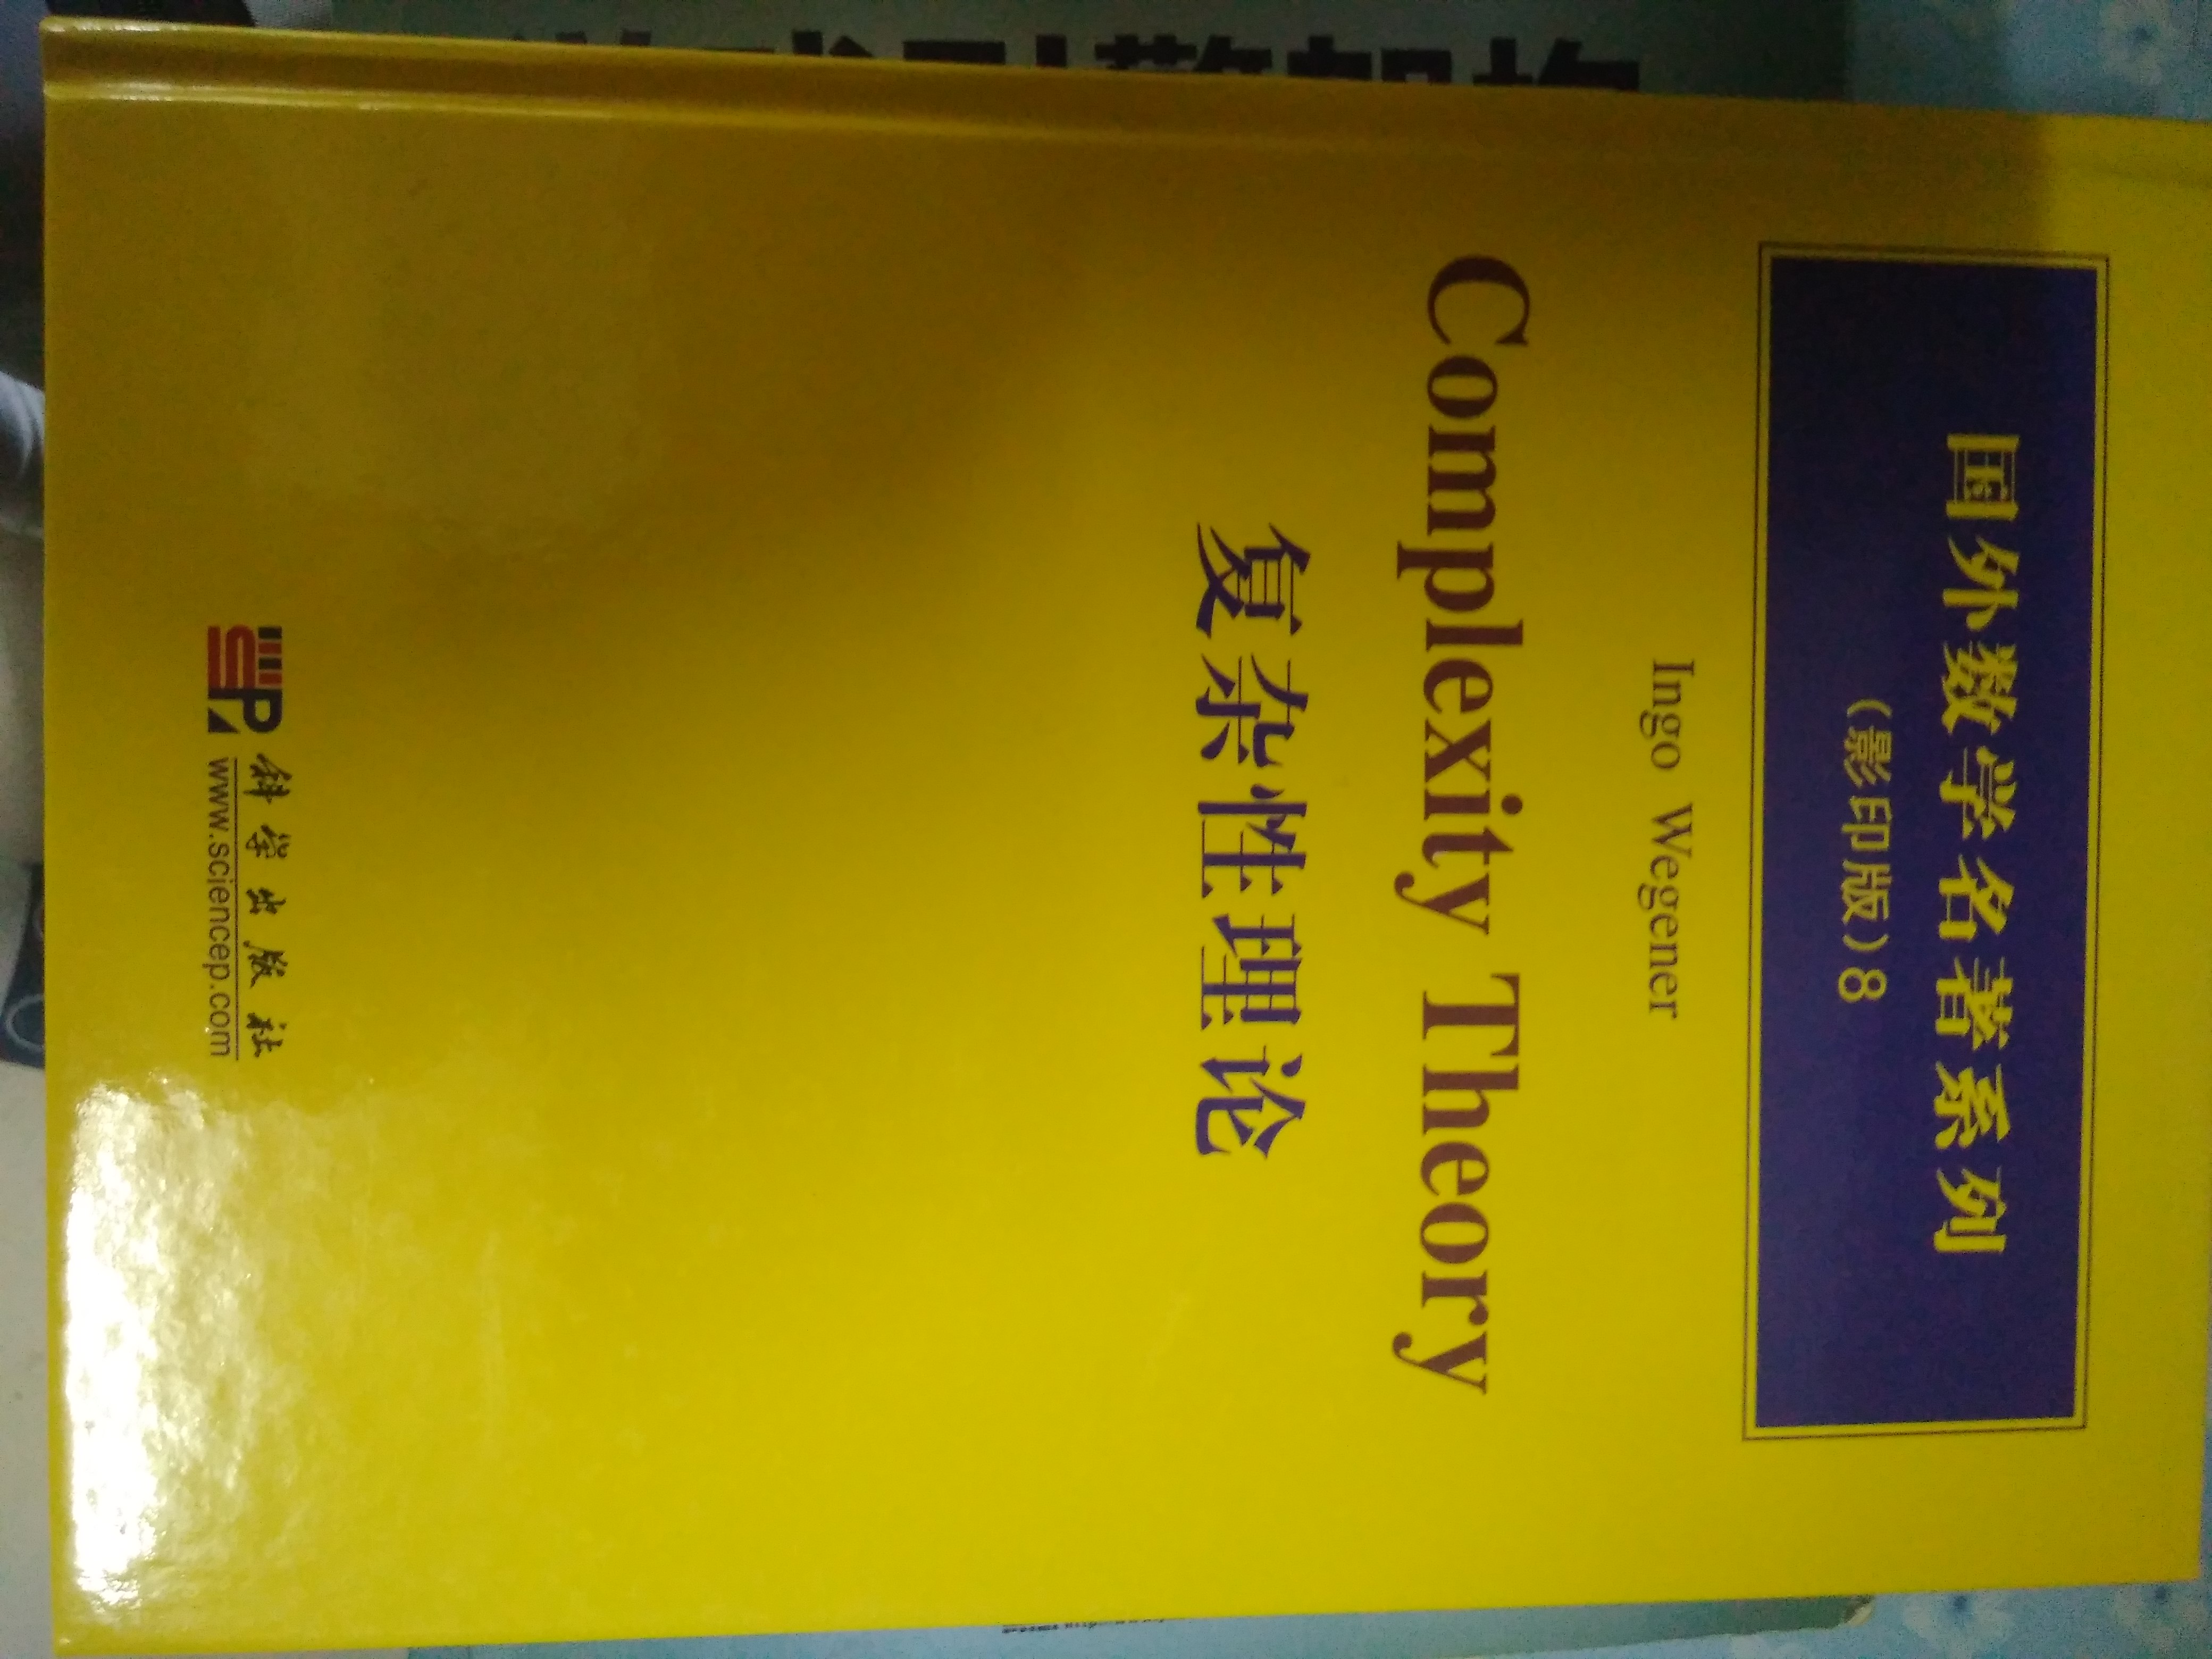 国外数学名著系列
(影印版)8
Ingo Wegener
Complexity Theory
复杂性理论
科学出版社
www.sciencep.com